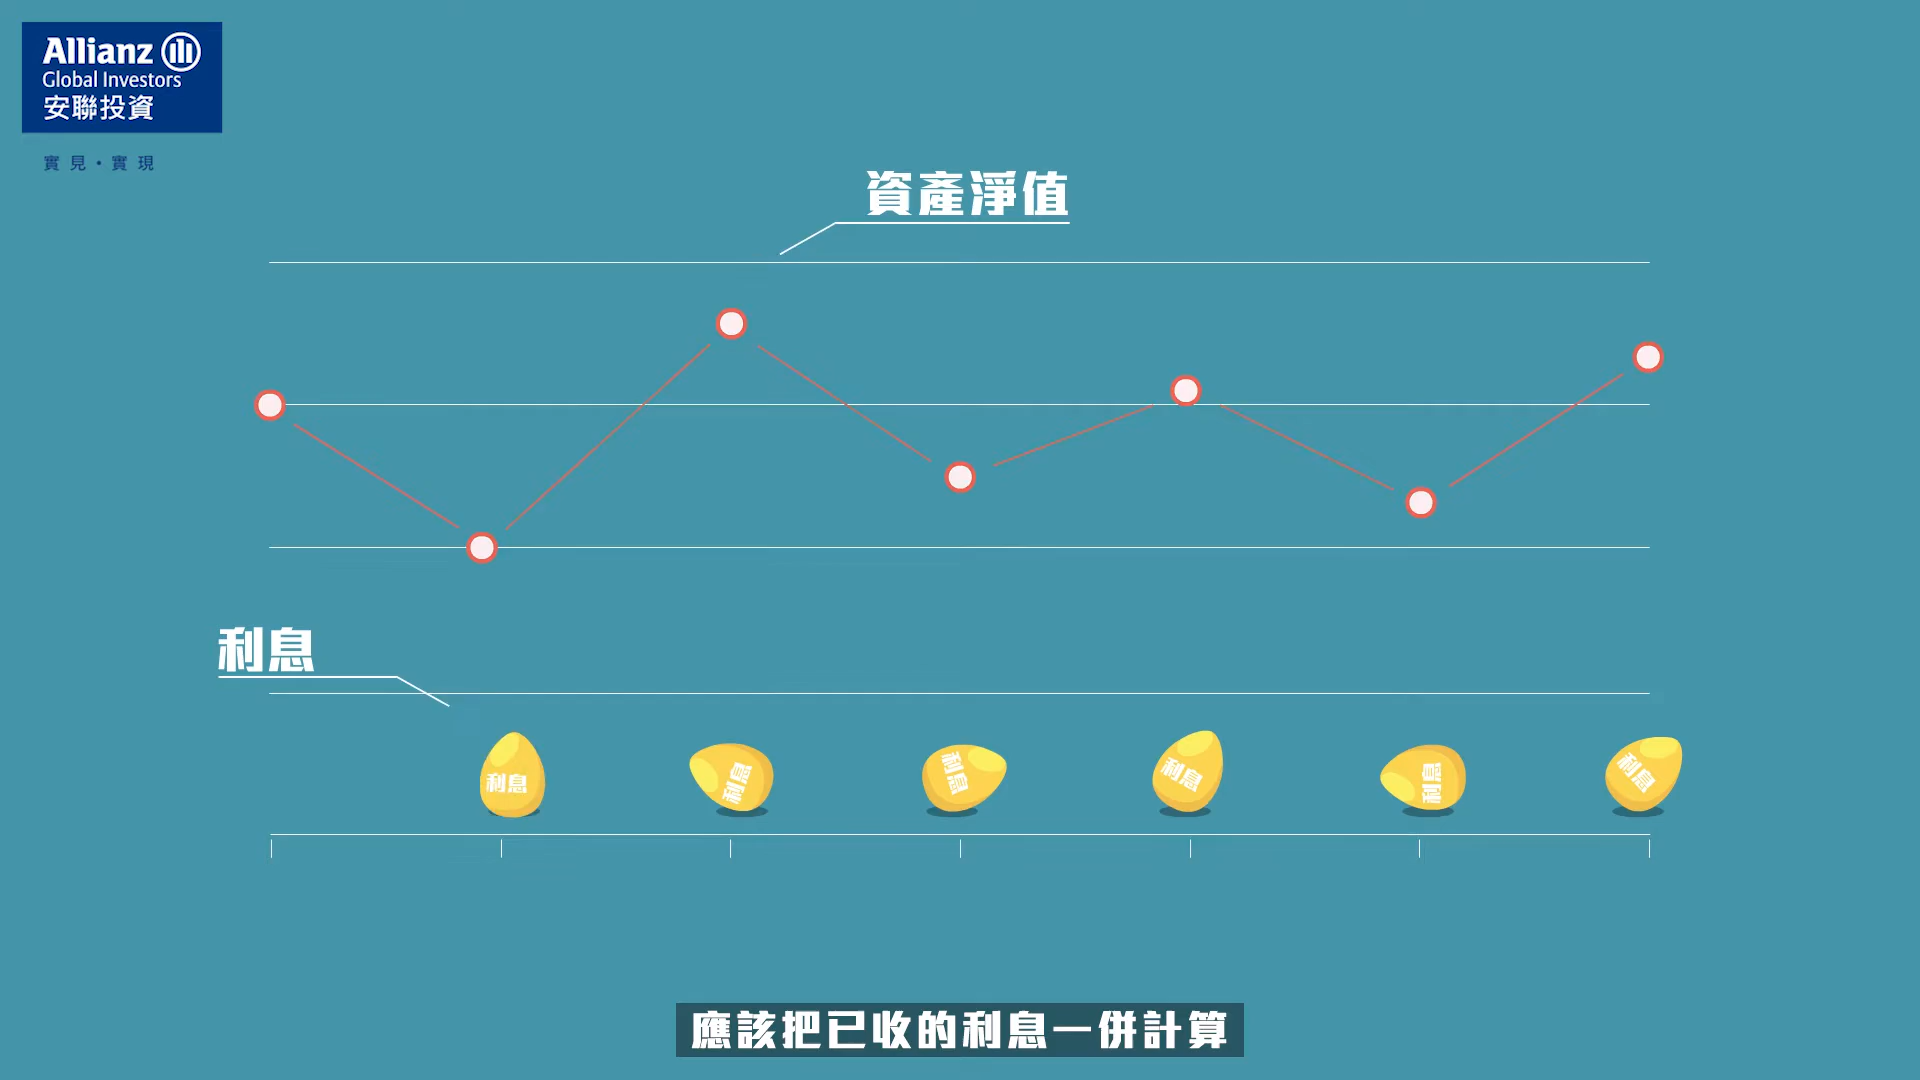 Allianz
Global Investors
安聯投資
實見・實現
資產淨值
利息
利息
利息
利息
利息
利息
利息
應該把已收的利息一併計算